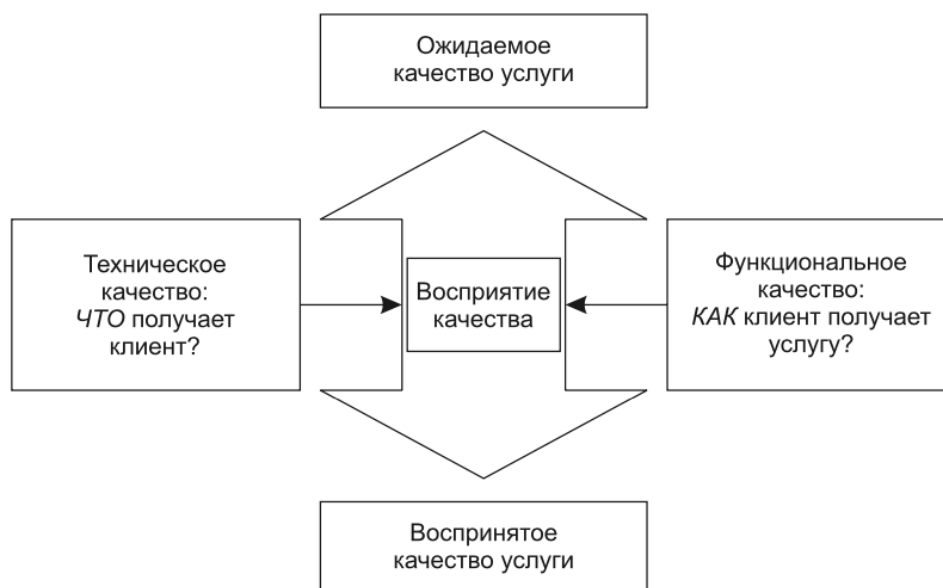 Ожидаемое
качество услуги
Техническое
качество:
ЧТО получает
клиент?
Восприятие
качества
Функциональное
качество:
КАК клиент получает
услугу?
Воспринятое
качество услуги